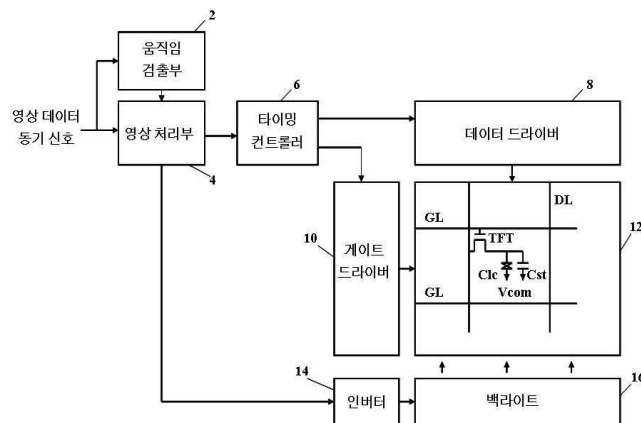 2
움직임
검출부
6
8
영상 데이터
동기 신호
영상 처리부
타이밍
컨트롤러
데이터 드라이버
4
DL
GL
10
12
TFT
게이트
드라이버
Clc
Cst
GL
Vcom
14
16
인버터
백라이트